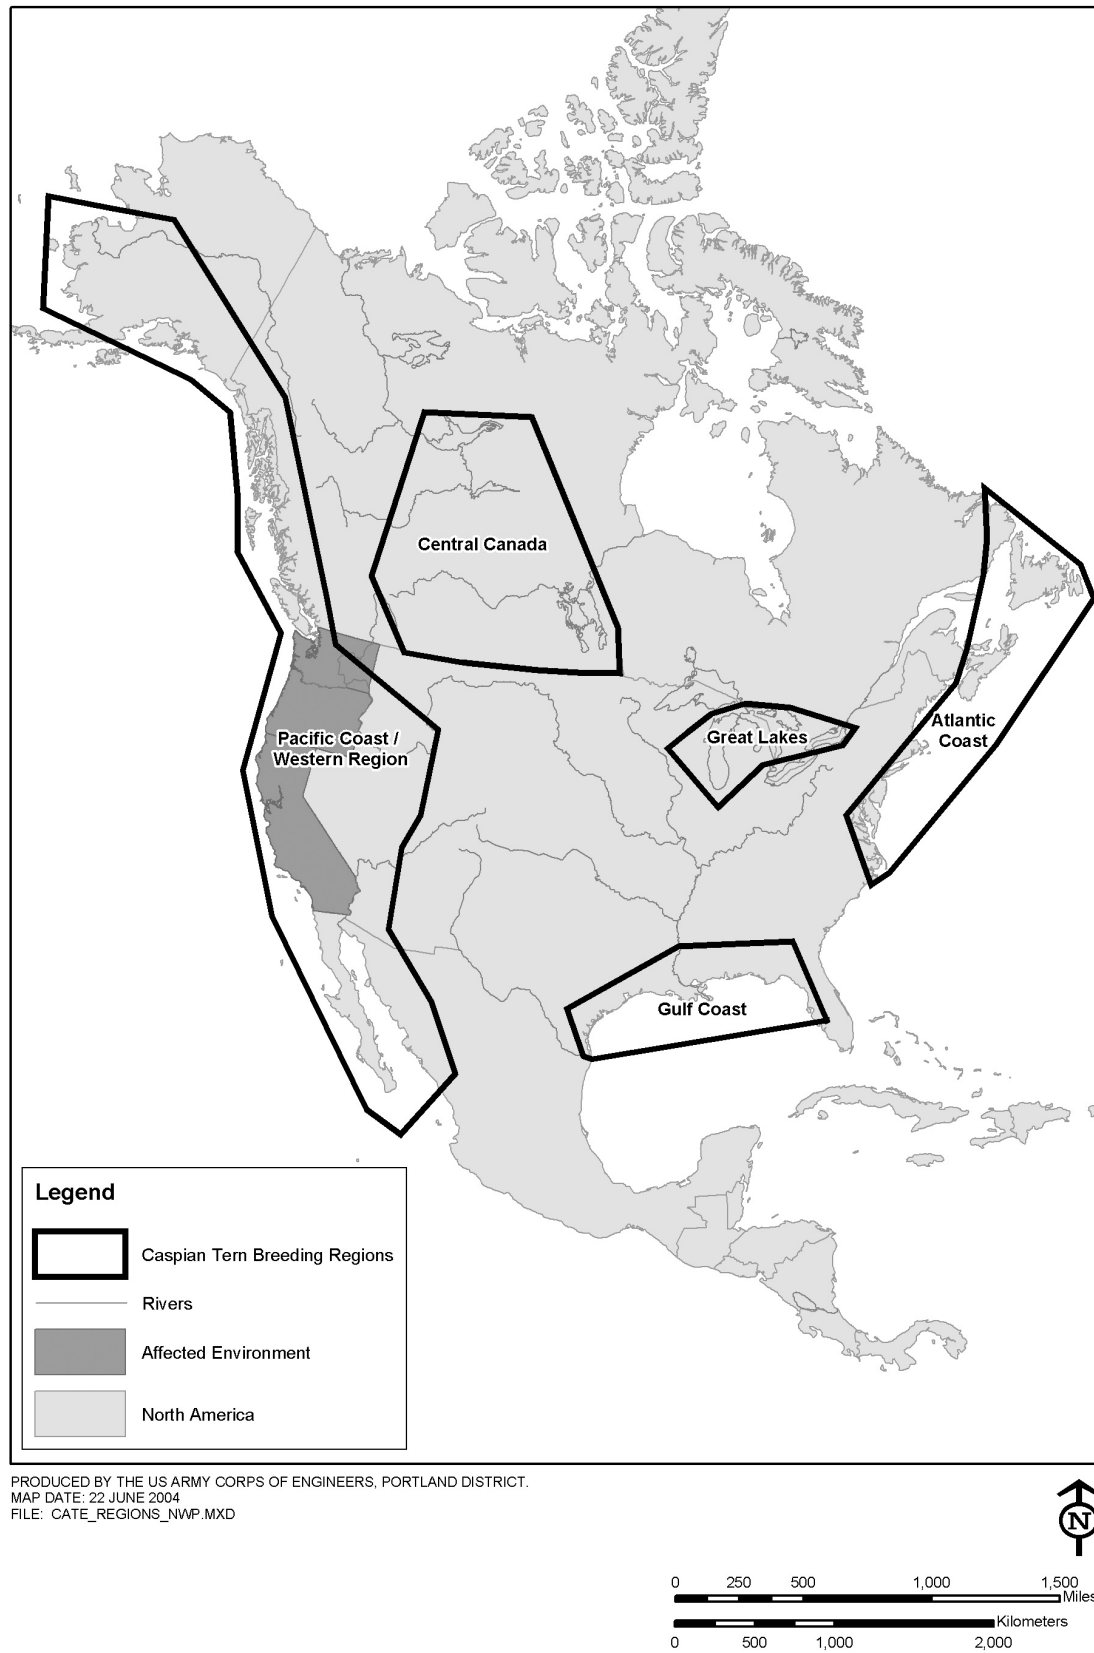 Central Canada
Pacific Coast /
Western Region
Great Lakes
Atlantic
Coast
Gulf Coast
Legend
Caspian Tern Breeding Regions
Rivers
Affected Environment
North America
PRODUCED BY THE US ARMY CORPS OF ENGINEERS, PORTLAND DISTRICT.
MAP DATE: 22 JUNE 2004
FILE: CATE_REGIONS_NWP.MXD
N
0 250 500 1,000 1,500
Miles
Kilometers
0 500 1,000 2,000